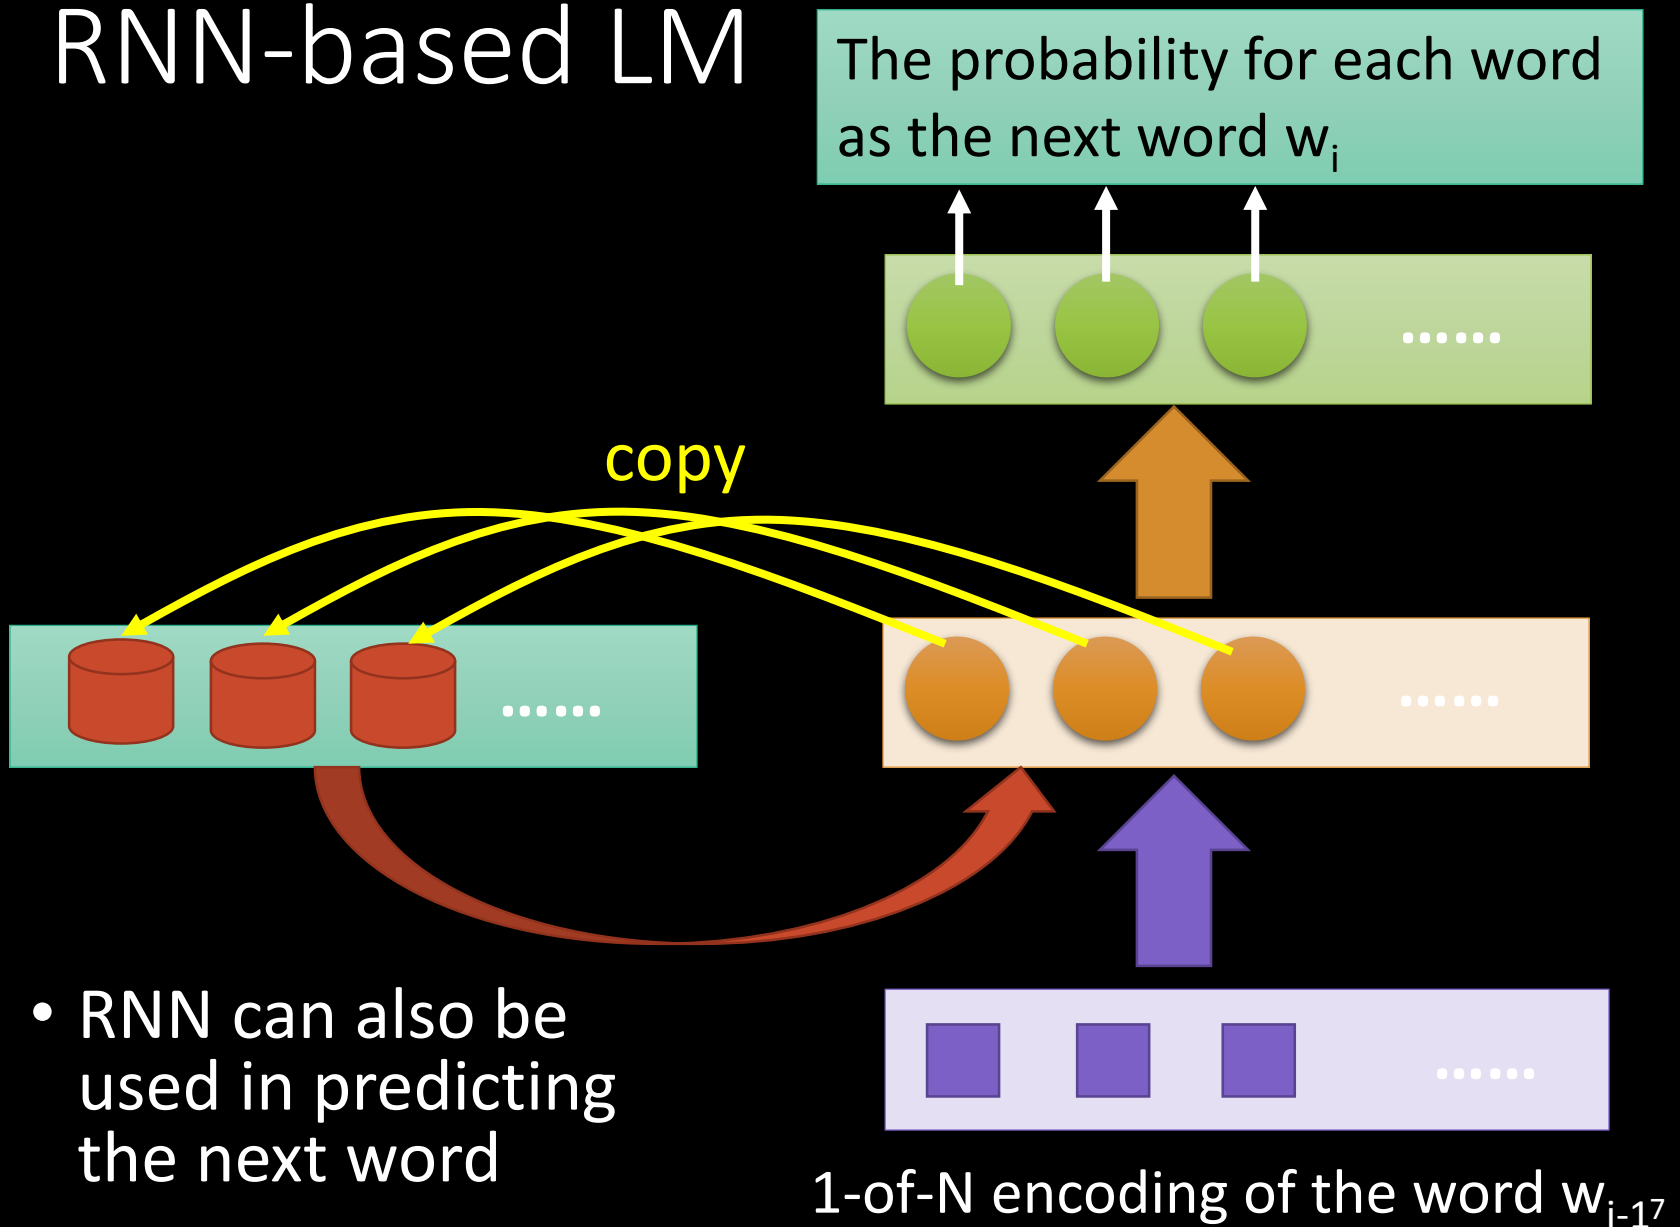 RNN-based LM
The probability for each word
as the next word wᵢ
......
copy
......
......
• RNN can also be
used in predicting
the next word
......
1-of-N encoding of the word wᵢ₋₁
7